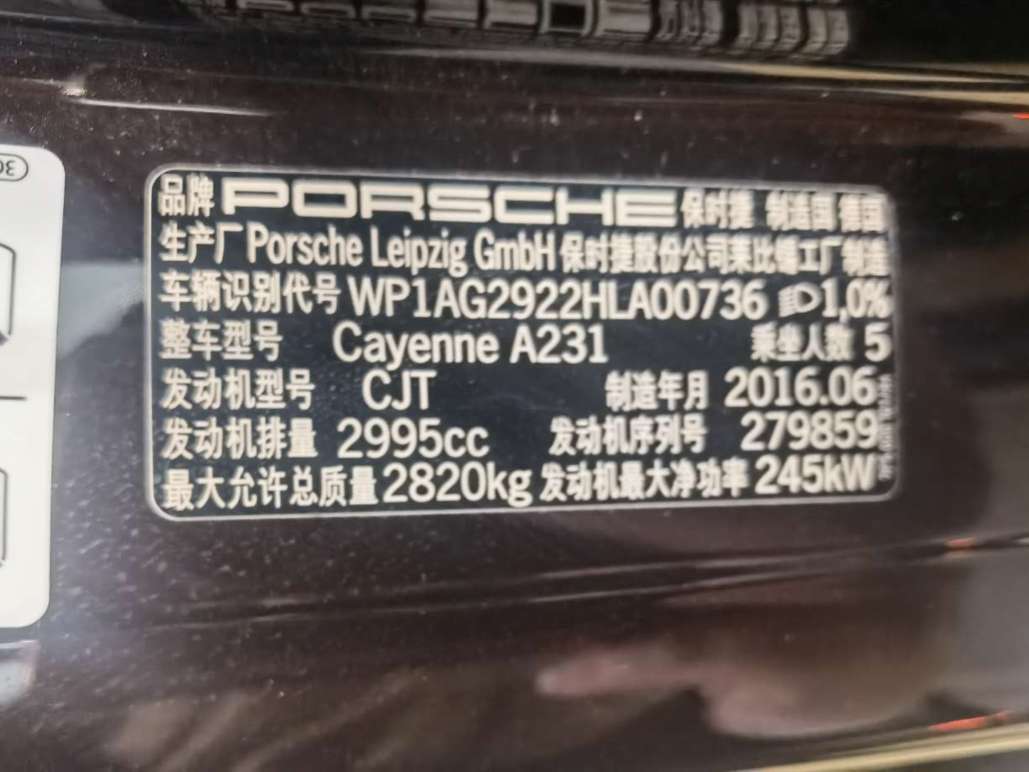 品牌 PORSCHE 保时捷 制造国 德国
生产厂 Porsche Leipzig GmbH 保时捷股份公司莱比锡工厂制造
车辆识别代号 WP1AG2922HLA00736 1,0%
整车型号 Cayenne A231 乘坐人数 5
发动机型号 CJT 制造年月 2016.06
发动机排量 2995cc 发动机序列号 279859
最大允许总质量 2820kg 发动机最大净功率 245kW